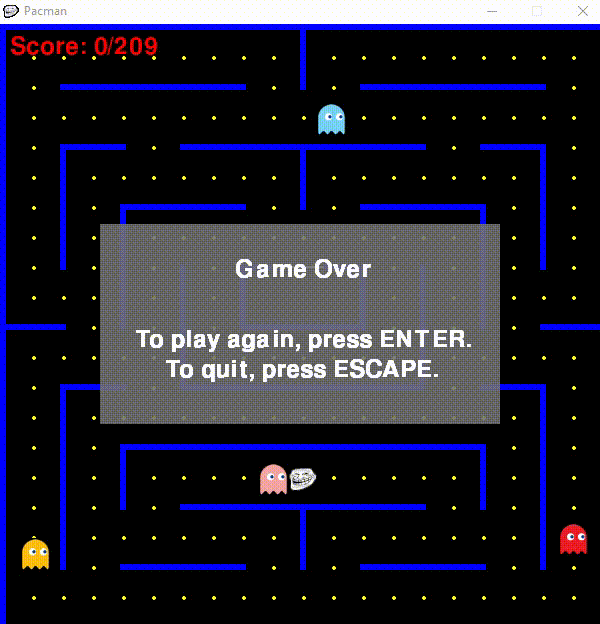 Pacman
Score: 0/209
Game Over
To play again, press ENTER.
To quit, press ESCAPE.